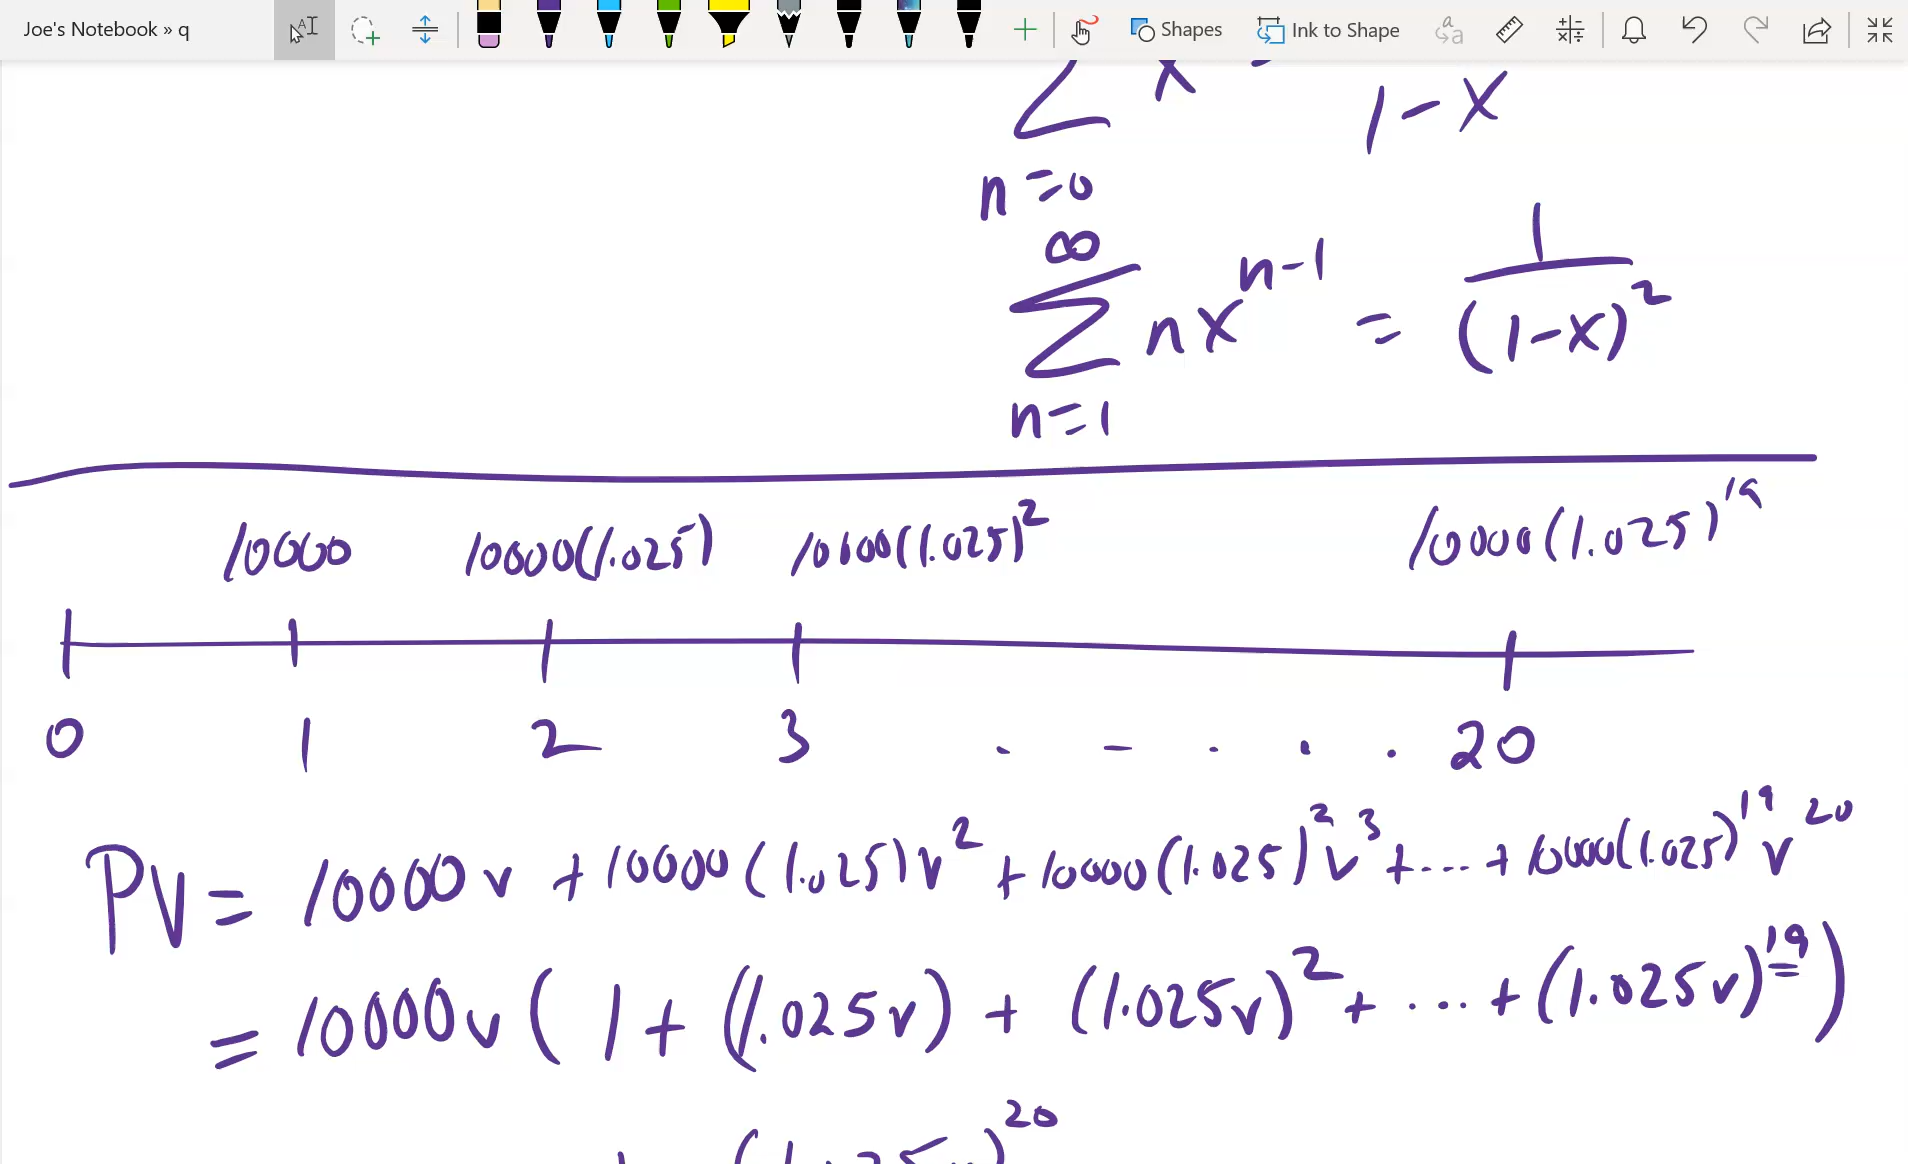 Joe's Notebook » q
Shapes
Ink to Shape
∑ x = 1-x
n=0
∞
∑ nx^(n-1) = 1/(1-x)^2
n=1
10000 10000(1.025) 10000(1.025)^2 10000(1.025)^19
0 1 2 3 . - . . . 20
PV = 10000v + 10000(1.025)v^2 + 10000(1.025)^2 v^3 + ... + 10000(1.025)^19 v^20
= 10000v ( 1 + (1.025v) + (1.025v)^2 + ... + (1.025v)^19 )